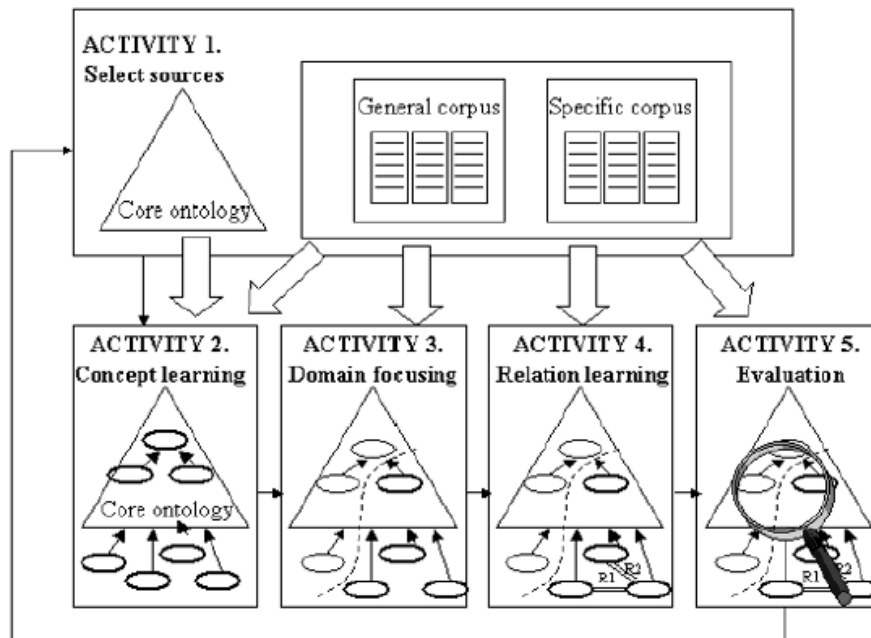 ACTIVITY 1.
Select sources
General corpus
Specific corpus
Core ontology
ACTIVITY 2.
Concept learning
Core ontology
ACTIVITY 3.
Domain focusing
ACTIVITY 4.
Relation learning
R1
R2
ACTIVITY 5.
Evaluation
R1
R2